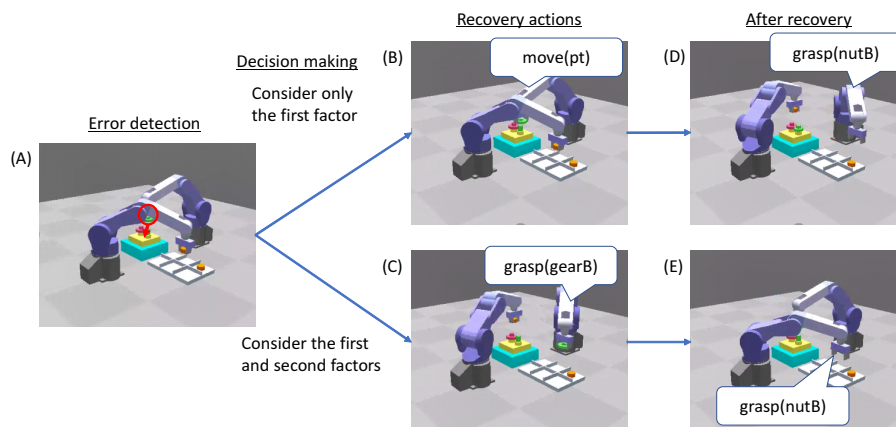 Recovery actions
After recovery
Decision making
(B)
move(pt)
(D)
grasp(nutB)
Consider only
the first factor
Error detection
(A)
(C)
grasp(gearB)
(E)
Consider the first
and second factors
grasp(nutB)